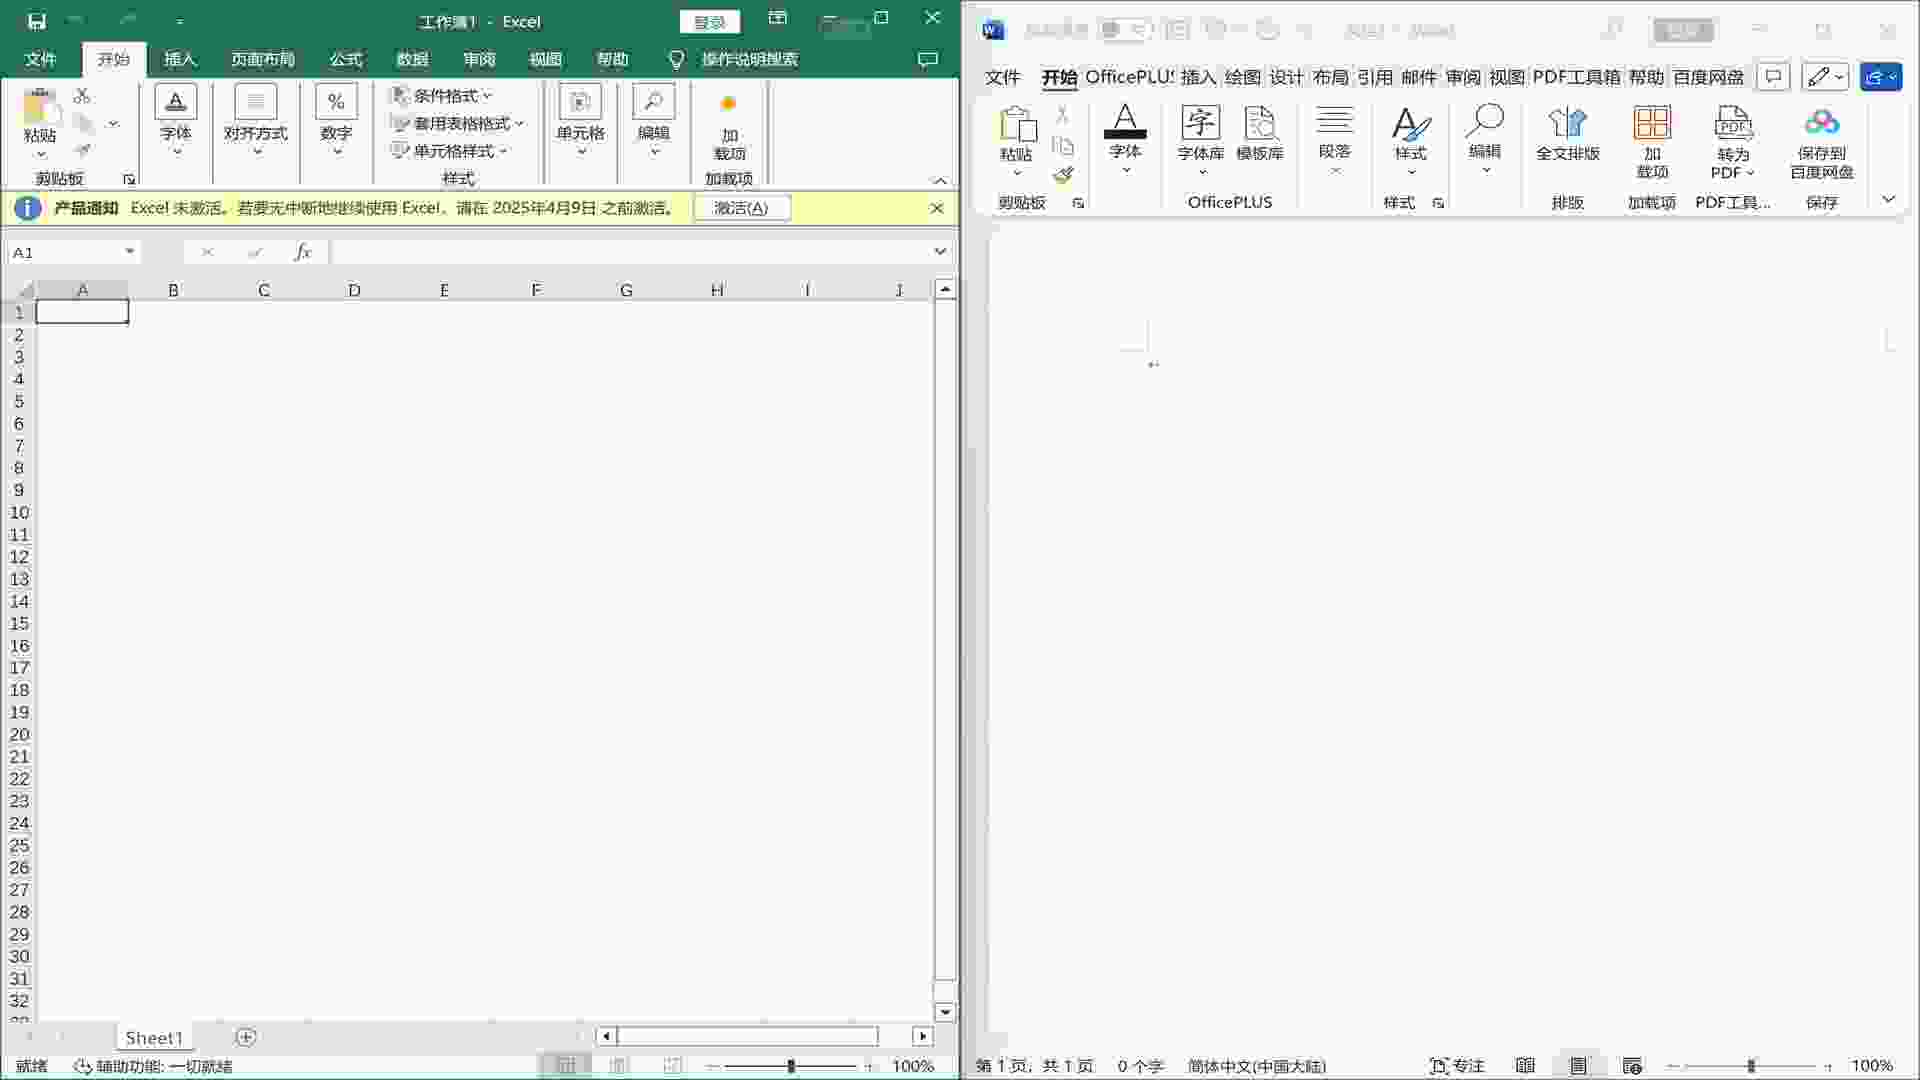 工作簿1 - Excel
登录
文件 开始 插入 页面布局 公式 数据 审阅 视图 帮助 操作说明搜索
粘贴
剪贴板
字体
对齐方式
%
数字
条件格式
套用表格格式
单元格样式
样式
单元格
编辑
加
载项
加载项
产品通知 Excel 未激活。若要无中断地继续使用 Excel，请在 2025年4月9日 之前激活。 激活(A)
A1
fx
A B C D E F G H I J
1
2
3
4
5
6
7
8
9
10
11
12
13
14
15
16
17
18
19
20
21
22
23
24
25
26
27
28
29
30
31
32
Sheet1
就绪 辅助功能: 一切就绪 100%
文件 开始 OfficePLUS 插入 绘图 设计 布局 引用 邮件 审阅 视图 PDF工具箱 帮助 百度网盘
粘贴
剪贴板
字体
字体库 模板库
OfficePLUS
段落
样式
样式
编辑
全文排版
排版
加
载项
加载项
转为
PDF
PDF工具...
保存到
百度网盘
保存
第 1 页，共 1 页 0 个字 简体中文(中国大陆) 专注 100%